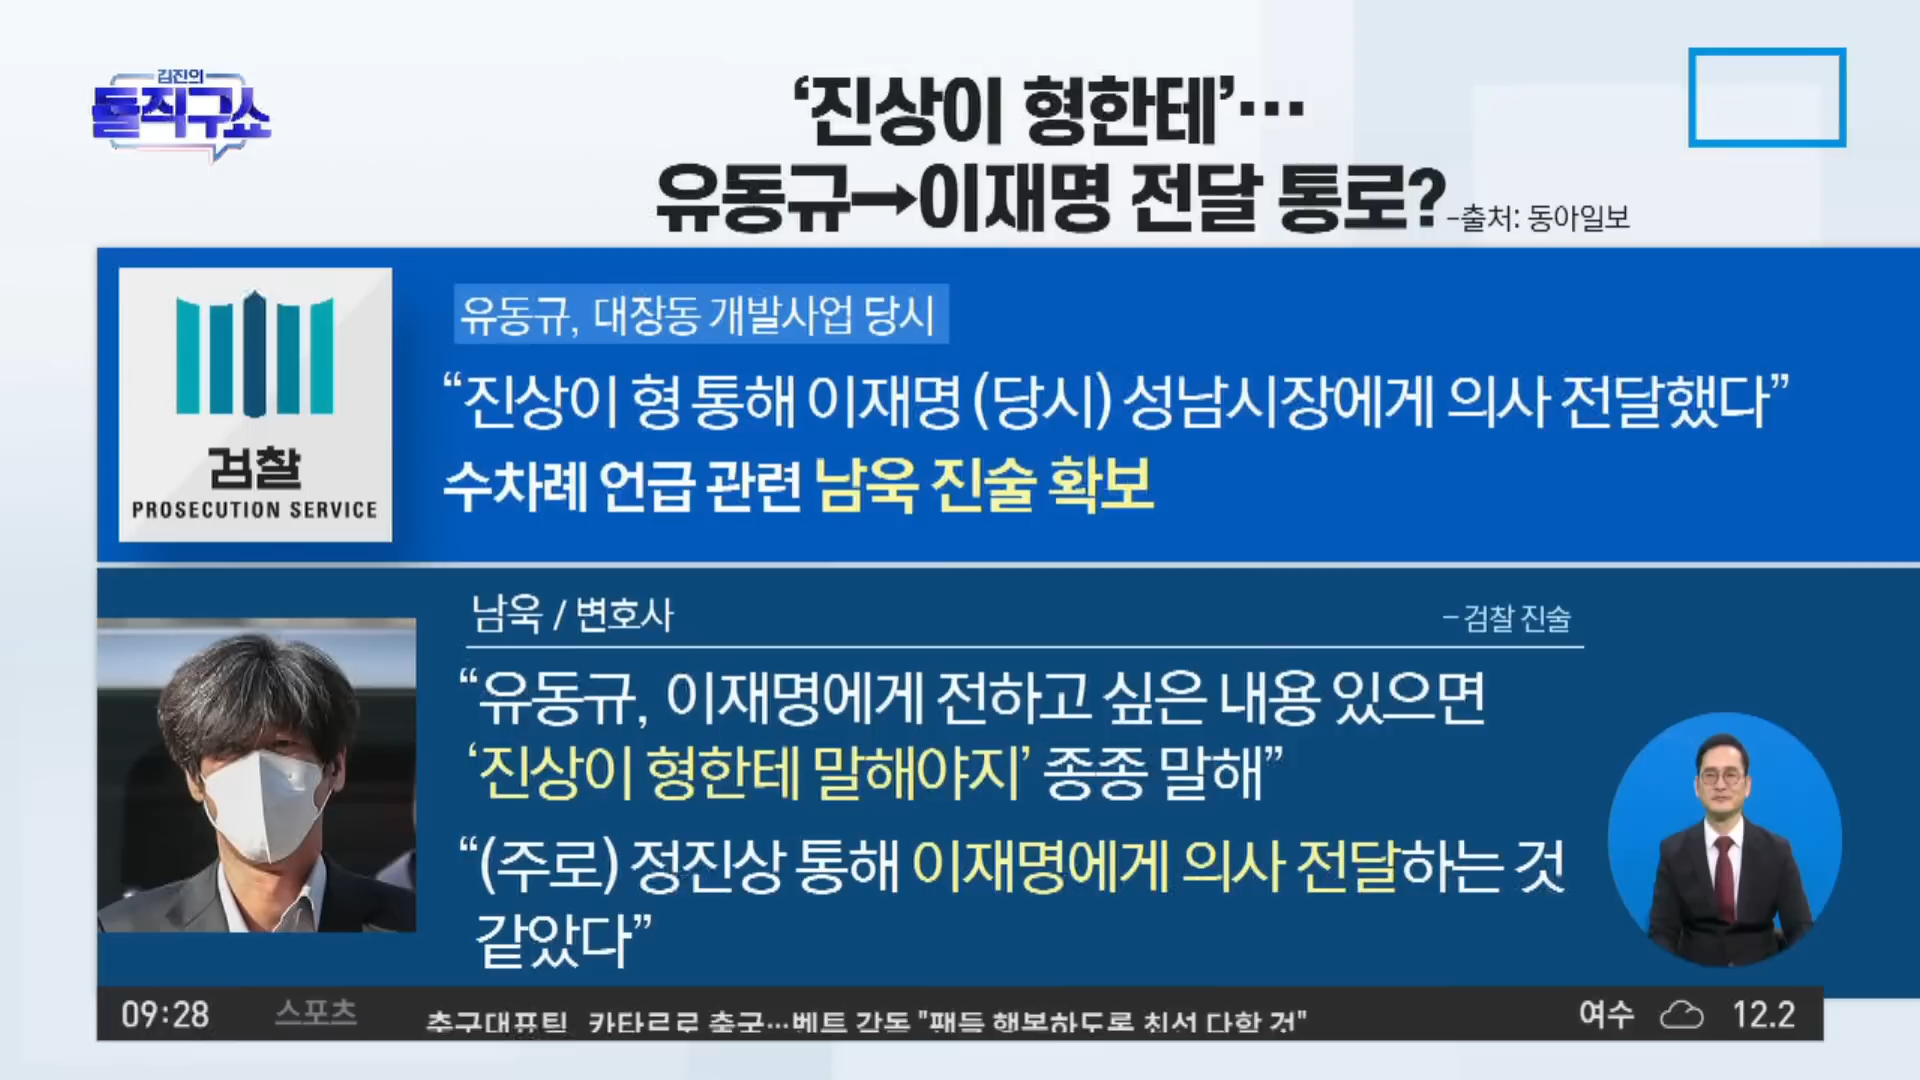 김진의
돌직구쇼
‘진상이 형한테’…
유동규→이재명 전달 통로?
-출처: 동아일보
검찰
PROSECUTION SERVICE
유동규, 대장동 개발사업 당시
“진상이 형 통해 이재명 (당시) 성남시장에게 의사 전달했다”
수차례 언급 관련 남욱 진술 확보
남욱 / 변호사
- 검찰 진술
“유동규, 이재명에게 전하고 싶은 내용 있으면
‘진상이 형한테 말해야지’ 종종 말해”
“(주로) 정진상 통해 이재명에게 의사 전달하는 것
같았다”
09:28
스포츠
축구대표팀, 카타르로 출국…벤투 감독 "팬들 행복하도록 최선 다할 것"
여수
12.2